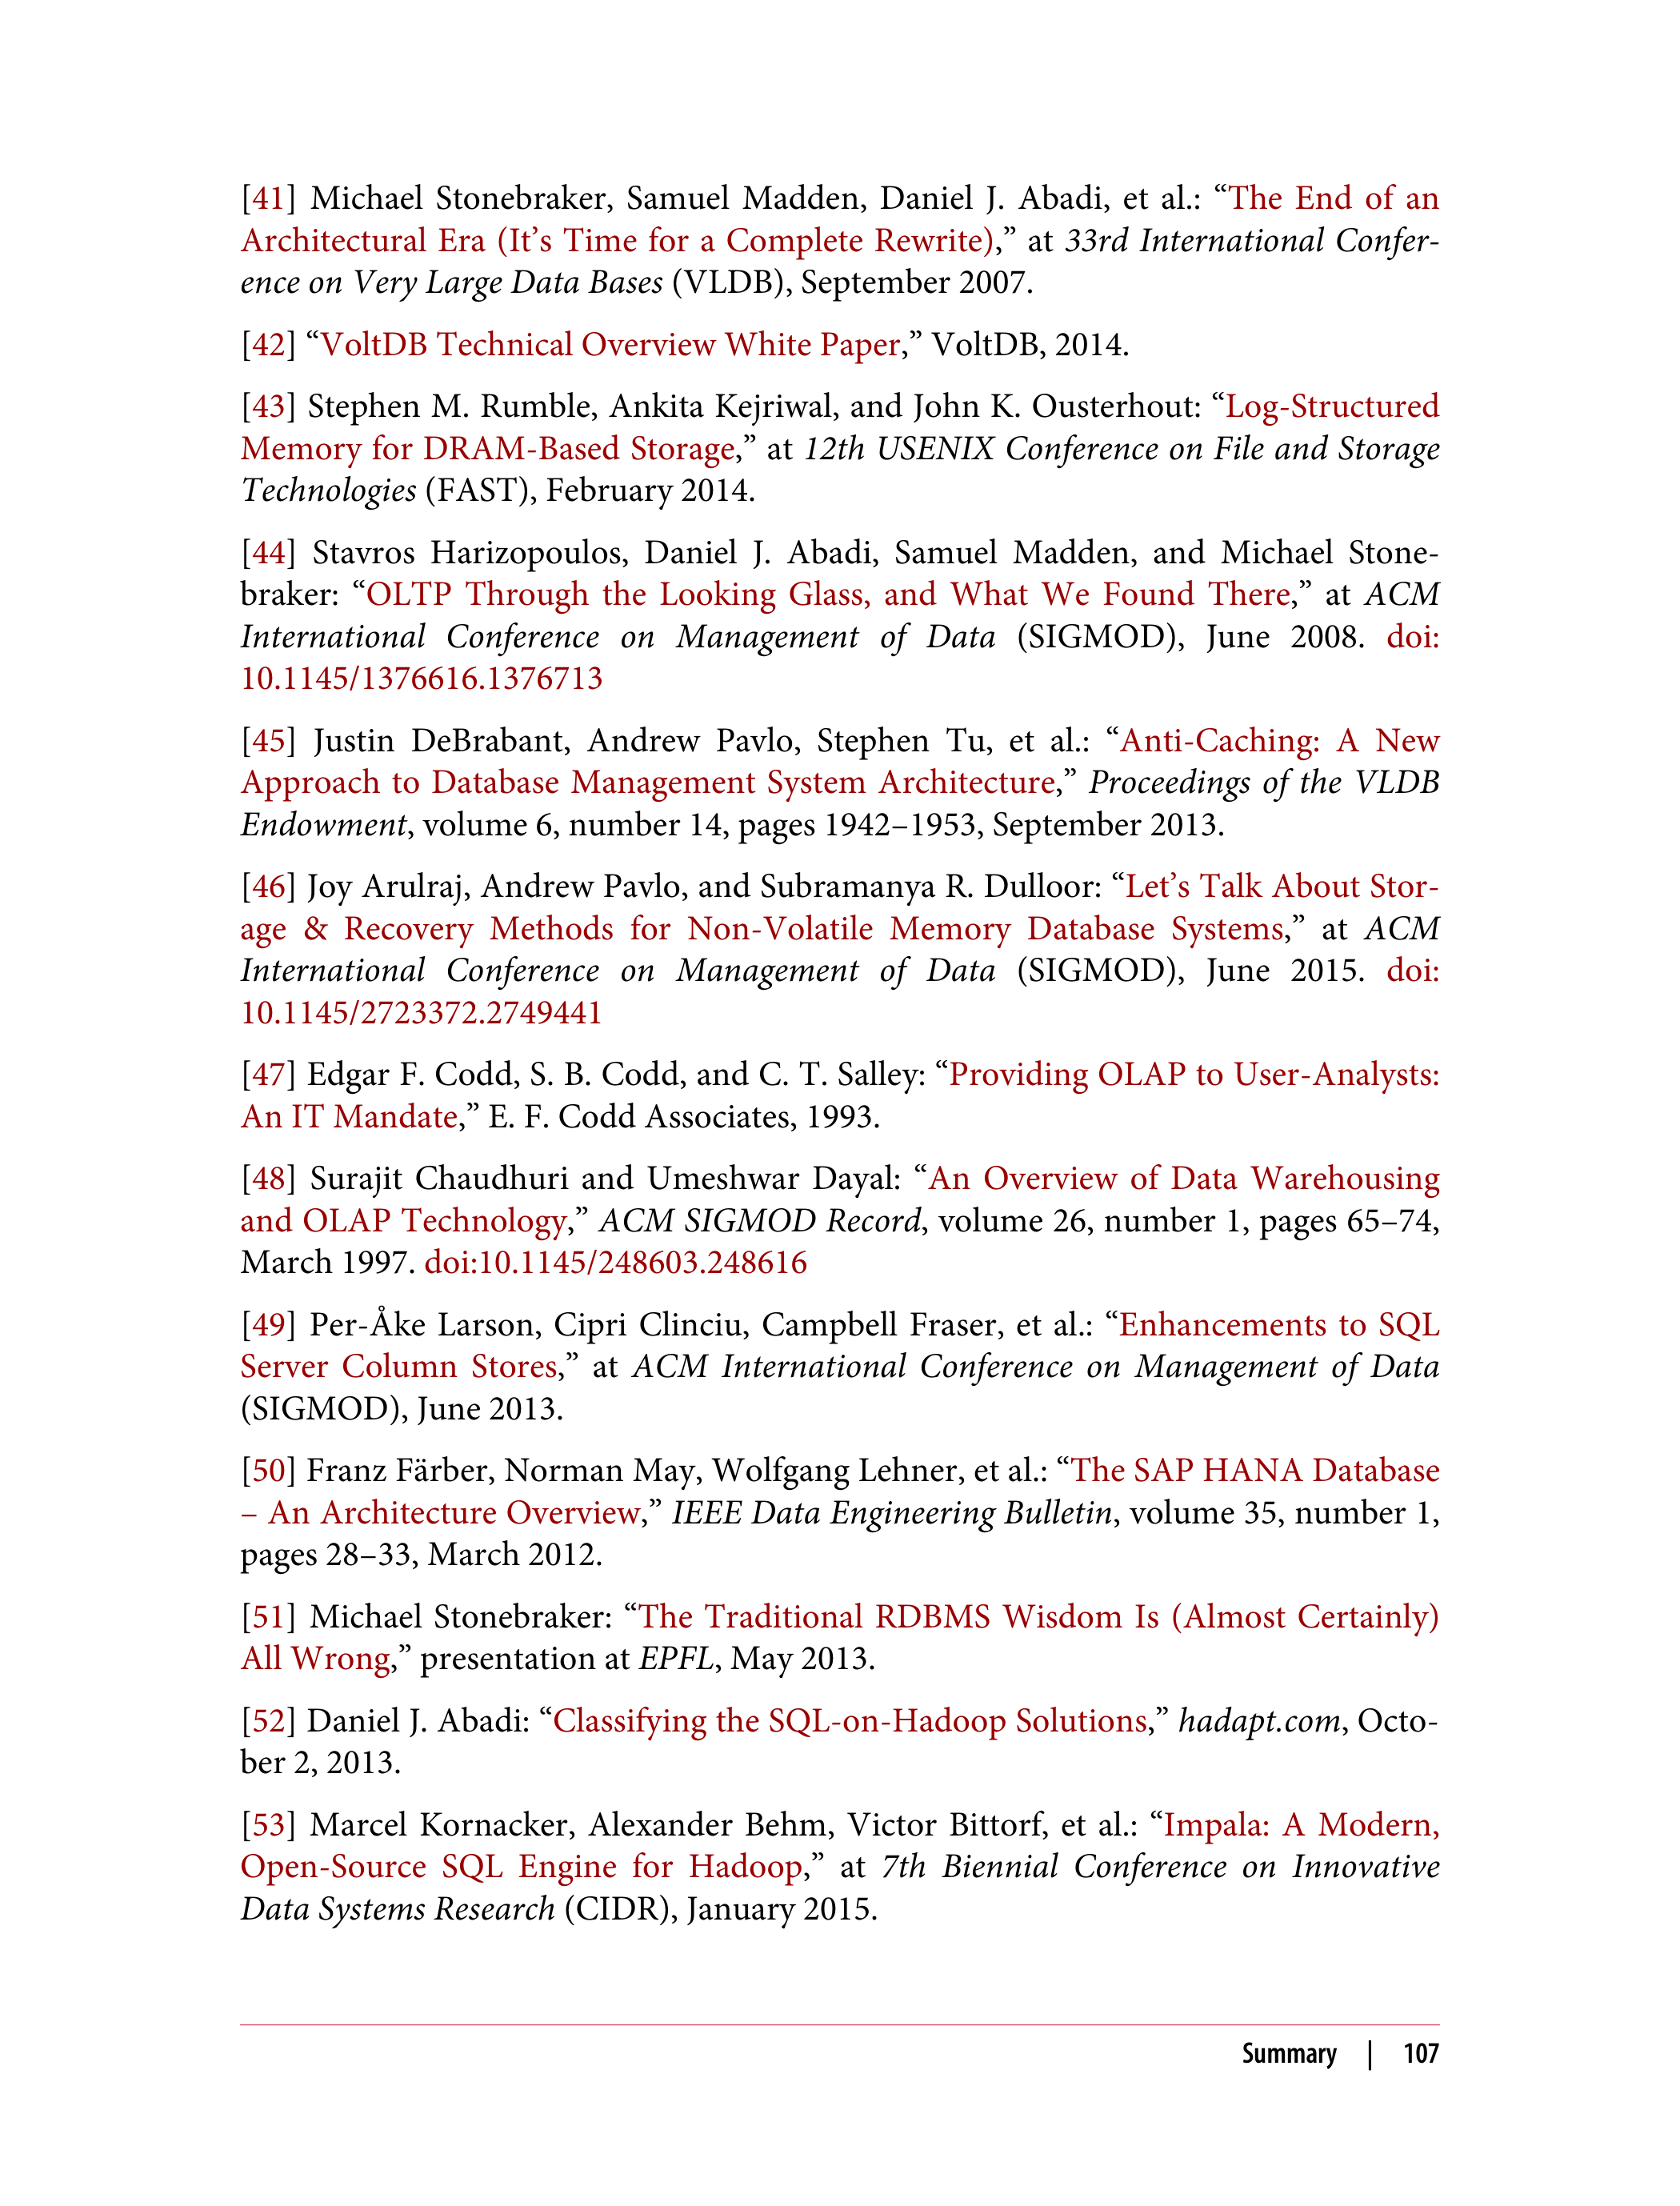 [41] Michael Stonebraker, Samuel Madden, Daniel J. Abadi, et al.: “The End of an
Architectural Era (It’s Time for a Complete Rewrite),” at 33rd International Confer-
ence on Very Large Data Bases (VLDB), September 2007.
[42] “VoltDB Technical Overview White Paper,” VoltDB, 2014.
[43] Stephen M. Rumble, Ankita Kejriwal, and John K. Ousterhout: “Log-Structured
Memory for DRAM-Based Storage,” at 12th USENIX Conference on File and Storage
Technologies (FAST), February 2014.
[44] Stavros Harizopoulos, Daniel J. Abadi, Samuel Madden, and Michael Stone-
braker: “OLTP Through the Looking Glass, and What We Found There,” at ACM
International Conference on Management of Data (SIGMOD), June 2008. doi:
10.1145/1376616.1376713
[45] Justin DeBrabant, Andrew Pavlo, Stephen Tu, et al.: “Anti-Caching: A New
Approach to Database Management System Architecture,” Proceedings of the VLDB
Endowment, volume 6, number 14, pages 1942–1953, September 2013.
[46] Joy Arulraj, Andrew Pavlo, and Subramanya R. Dulloor: “Let’s Talk About Stor-
age & Recovery Methods for Non-Volatile Memory Database Systems,” at ACM
International Conference on Management of Data (SIGMOD), June 2015. doi:
10.1145/2723372.2749441
[47] Edgar F. Codd, S. B. Codd, and C. T. Salley: “Providing OLAP to User-Analysts:
An IT Mandate,” E. F. Codd Associates, 1993.
[48] Surajit Chaudhuri and Umeshwar Dayal: “An Overview of Data Warehousing
and OLAP Technology,” ACM SIGMOD Record, volume 26, number 1, pages 65–74,
March 1997. doi:10.1145/248603.248616
[49] Per-Åke Larson, Cipri Clinciu, Campbell Fraser, et al.: “Enhancements to SQL
Server Column Stores,” at ACM International Conference on Management of Data
(SIGMOD), June 2013.
[50] Franz Färber, Norman May, Wolfgang Lehner, et al.: “The SAP HANA Database
– An Architecture Overview,” IEEE Data Engineering Bulletin, volume 35, number 1,
pages 28–33, March 2012.
[51] Michael Stonebraker: “The Traditional RDBMS Wisdom Is (Almost Certainly)
All Wrong,” presentation at EPFL, May 2013.
[52] Daniel J. Abadi: “Classifying the SQL-on-Hadoop Solutions,” hadapt.com, Octo-
ber 2, 2013.
[53] Marcel Kornacker, Alexander Behm, Victor Bittorf, et al.: “Impala: A Modern,
Open-Source SQL Engine for Hadoop,” at 7th Biennial Conference on Innovative
Data Systems Research (CIDR), January 2015.
Summary | 107